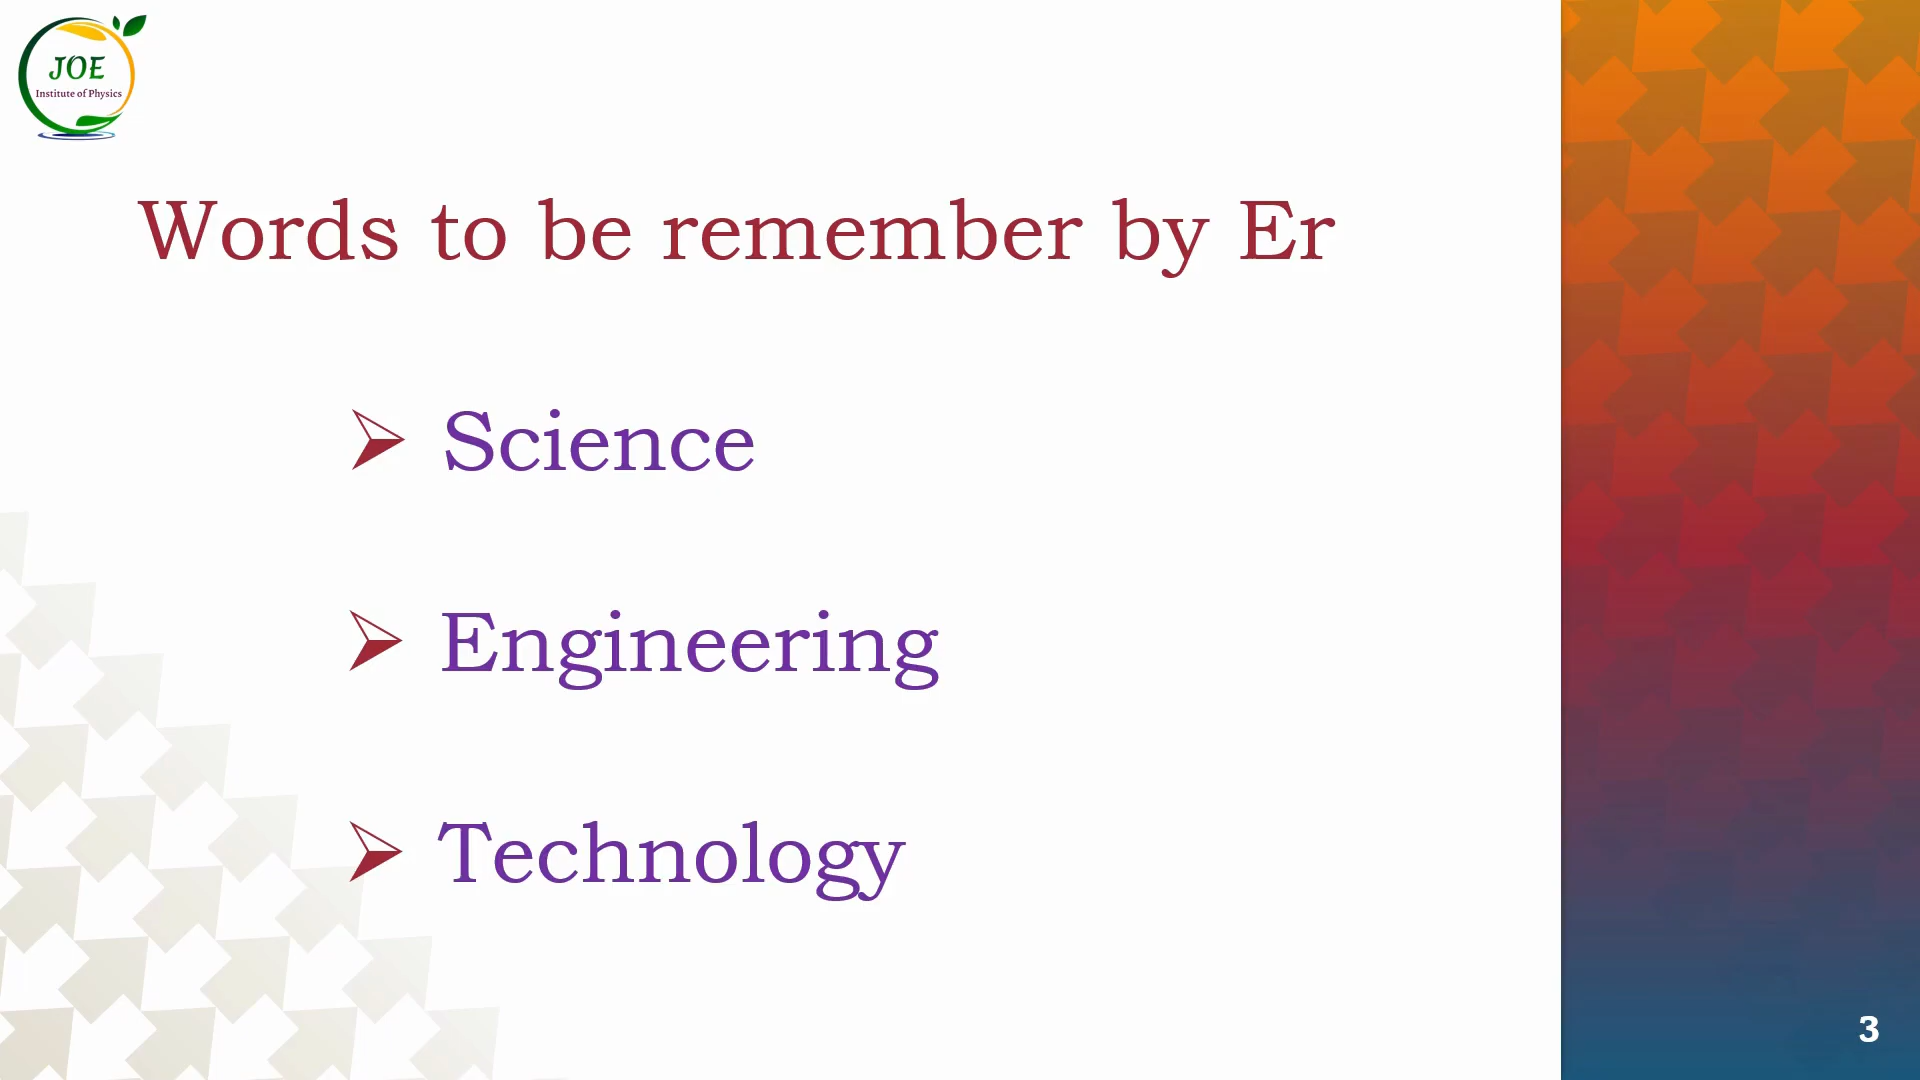 JOE
Institute of Physics
Words to be remember by Er
Science
Engineering
Technology
3